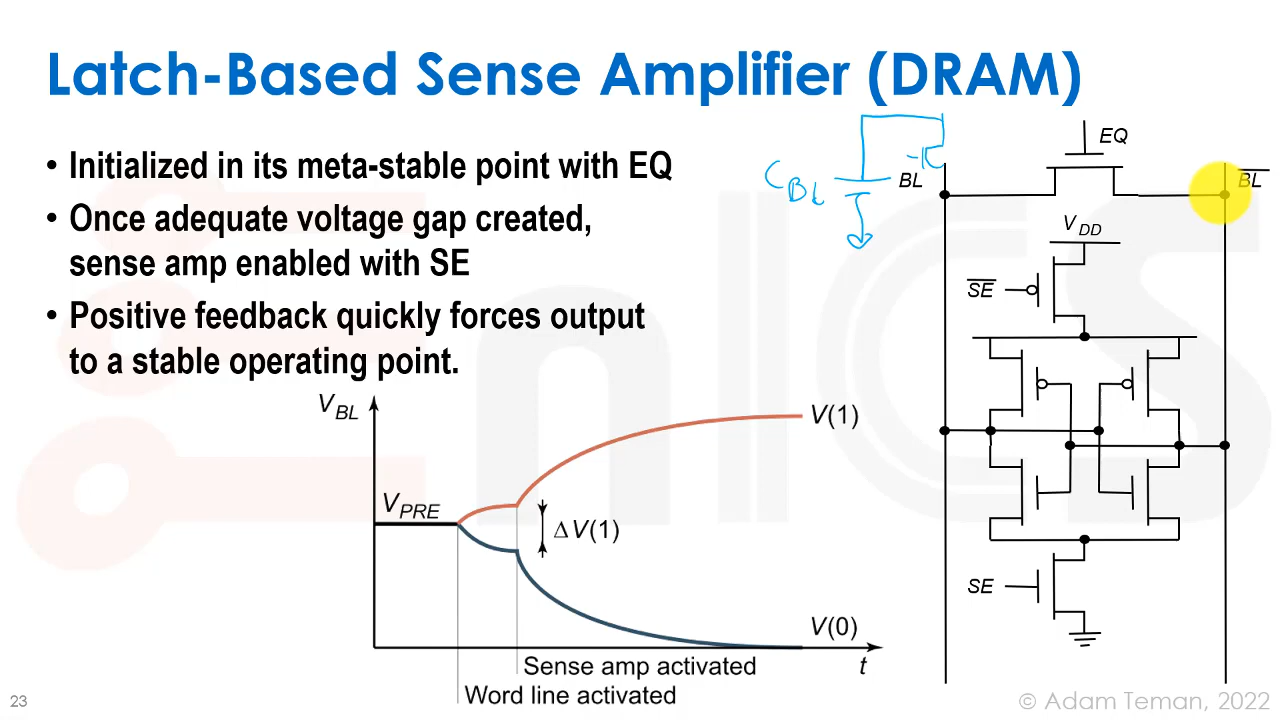 Latch-Based Sense Amplifier (DRAM)
• Initialized in its meta-stable point with EQ
• Once adequate voltage gap created,
sense amp enabled with SE
• Positive feedback quickly forces output
to a stable operating point.
C_BL
BL
EQ
B̅L̅
V_DD
S̅E̅
SE
V_BL
V(1)
V_PRE
ΔV(1)
V(0)
Sense amp activated
t
Word line activated
nICS
23
© Adam Teman, 2022